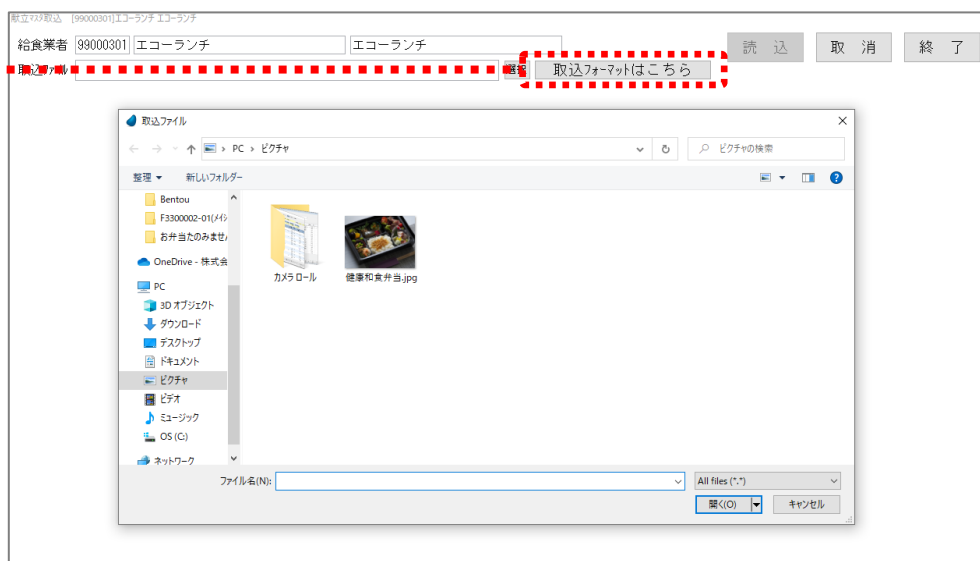 献立マスタ取込 [99000301]エコーランチ エコーランチ
給食業者 99000301 エコーランチ エコーランチ 読 込 取 消 終 了
取込ファイル 選択 取込フォーマットはこちら
取込ファイル
PC › ピクチャ ピクチャの検索
整理 新しいフォルダー
Bentou
F3300002-01(メイシ
お弁当たのみませ
OneDrive - 株式会
PC
3D オブジェクト
ダウンロード
デスクトップ
ドキュメント
ピクチャ
ビデオ
ミュージック
OS (C:)
ネットワーク
カメラ ロール 健康和食弁当.jpg
ファイル名(N): All files (*.*)
開く(O) キャンセル